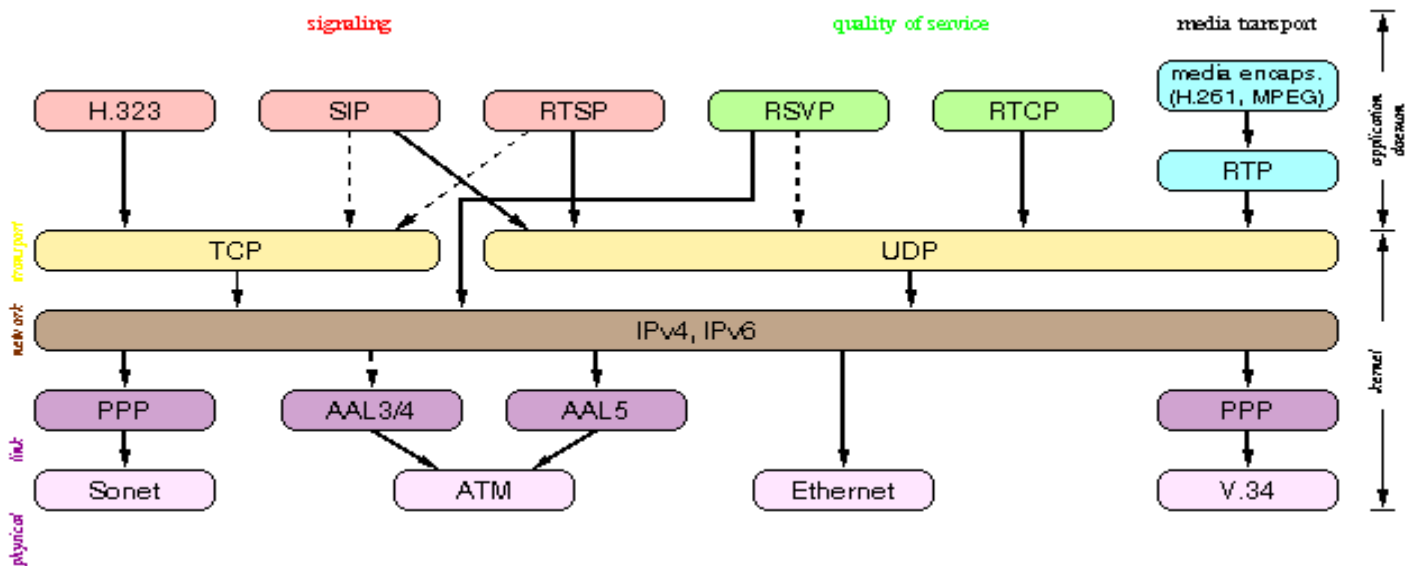 signaling
quality of service
media transport
media encaps.
(H.261, MPEG)
H.323
SIP
RTSP
RSVP
RTCP
RTP
application
daemon
TCP
UDP
transport
IPv4, IPv6
network
kernel
PPP
AAL3/4
AAL5
PPP
link
Sonet
ATM
Ethernet
V.34
physical